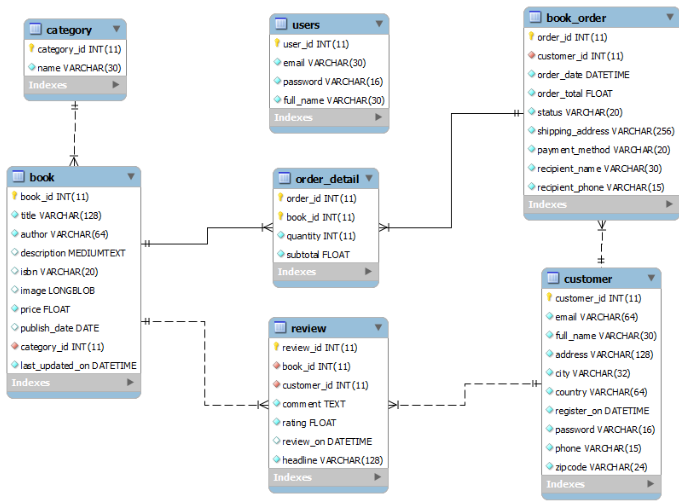 category
category_id INT(11)
name VARCHAR(30)
Indexes
users
user_id INT(11)
email VARCHAR(30)
password VARCHAR(16)
full_name VARCHAR(30)
Indexes
book_order
order_id INT(11)
customer_id INT(11)
order_date DATETIME
order_total FLOAT
status VARCHAR(20)
shipping_address VARCHAR(256)
payment_method VARCHAR(20)
recipient_name VARCHAR(30)
recipient_phone VARCHAR(15)
Indexes
book
book_id INT(11)
title VARCHAR(128)
author VARCHAR(64)
description MEDIUMTEXT
isbn VARCHAR(20)
image LONGBLOB
price FLOAT
publish_date DATE
category_id INT(11)
last_updated_on DATETIME
Indexes
order_detail
order_id INT(11)
book_id INT(11)
quantity INT(11)
subtotal FLOAT
Indexes
review
review_id INT(11)
book_id INT(11)
customer_id INT(11)
comment TEXT
rating FLOAT
review_on DATETIME
headline VARCHAR(128)
Indexes
customer
customer_id INT(11)
email VARCHAR(64)
full_name VARCHAR(30)
address VARCHAR(128)
city VARCHAR(32)
country VARCHAR(64)
register_on DATETIME
password VARCHAR(16)
phone VARCHAR(15)
zipcode VARCHAR(24)
Indexes